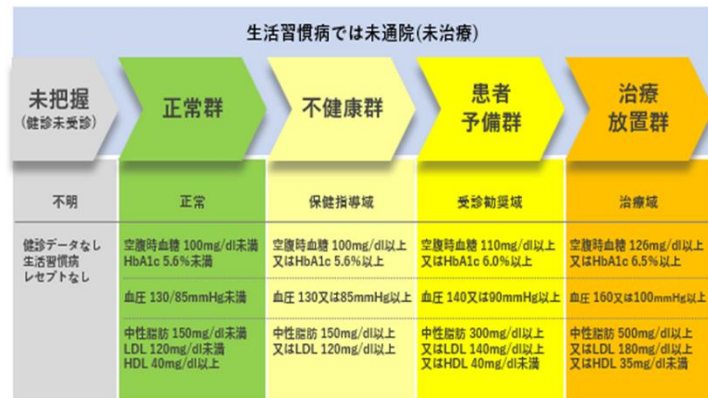 生活習慣病では未通院(未治療)
未把握
(健診未受診)
正常群
不健康群
患者
予備群
治療
放置群
不明
正常
保健指導域
受診勧奨域
治療域
健診データなし
生活習慣病
レセプトなし
空腹時血糖 100mg/dl未満
HbA1c 5.6%未満
空腹時血糖 100mg/dl以上
又はHbA1c 5.6%以上
空腹時血糖 110mg/dl以上
又はHbA1c 6.0%以上
空腹時血糖 126mg/dl以上
又はHbA1c 6.5%以上
血圧 130/85mmHg未満
血圧 130又は85mmHg以上
血圧 140又は90mmHg以上
血圧 160又は100mmHg以上
中性脂肪 150mg/dl未満
LDL 120mg/dl未満
HDL 40mg/dl以上
中性脂肪 150mg/dl以上
又はLDL 120mg/dl以上
中性脂肪 300mg/dl以上
又はLDL 140mg/dl以上
又はHDL 40mg/dl未満
中性脂肪 500mg/dl以上
又はLDL 180mg/dl以上
又はHDL 35mg/dl未満